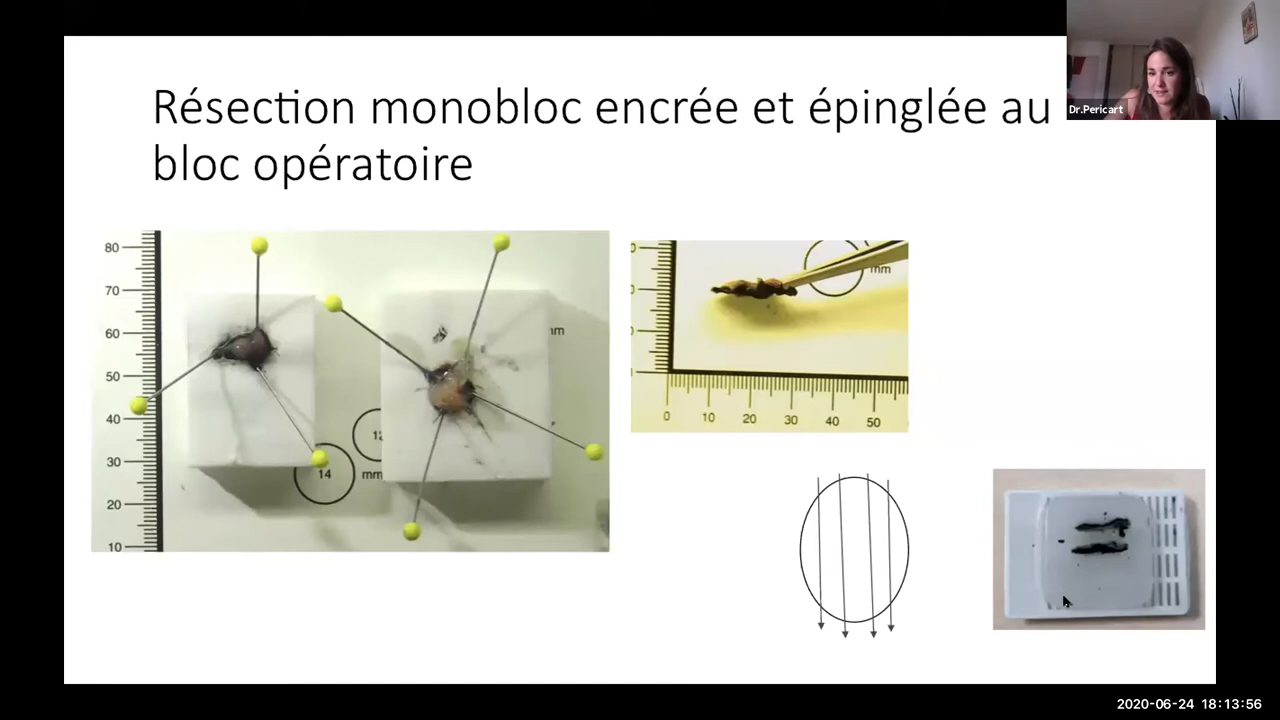 Dr.Pericart
Résection monobloc encrée et épinglée au
bloc opératoire
80
70
60
50
40
30
20
10
14
mm
12
mm
mm
0 10 20 30 40 50
2020-06-24 18:13:56